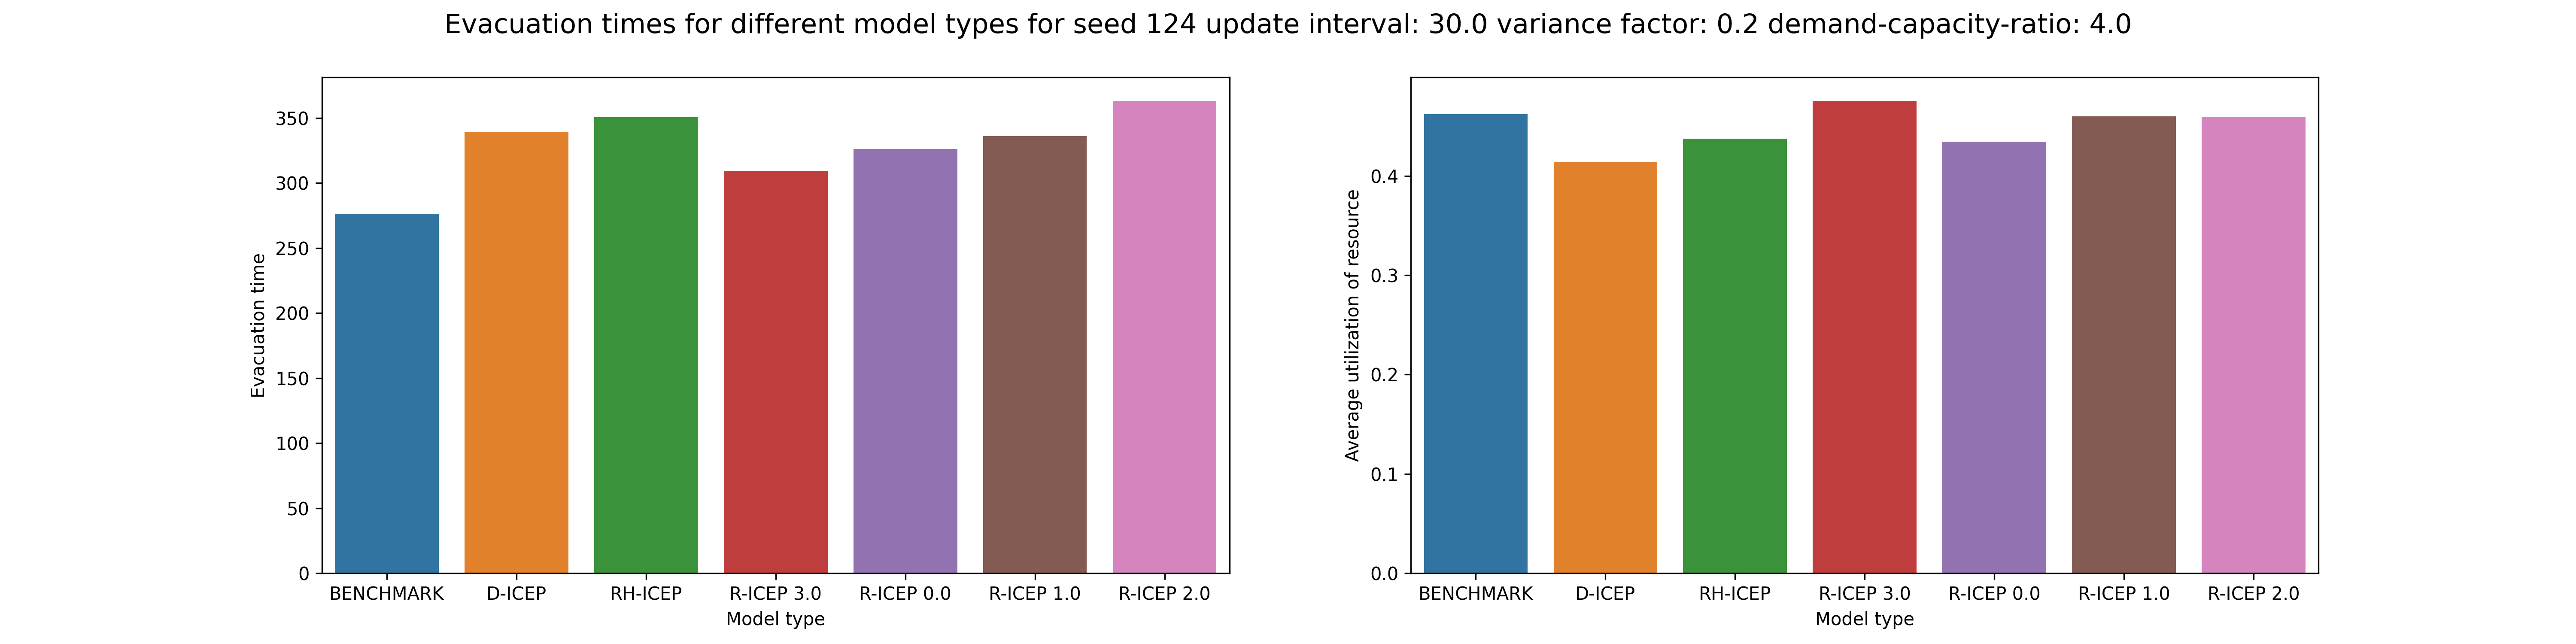 Evacuation times for different model types for seed 124 update interval: 30.0 variance factor: 0.2 demand-capacity-ratio: 4.0
Evacuation time
350
300
250
200
150
100
50
0
BENCHMARK D-ICEP RH-ICEP R-ICEP 3.0 R-ICEP 0.0 R-ICEP 1.0 R-ICEP 2.0
Model type
Average utilization of resource
0.4
0.3
0.2
0.1
0.0
BENCHMARK D-ICEP RH-ICEP R-ICEP 3.0 R-ICEP 0.0 R-ICEP 1.0 R-ICEP 2.0
Model type